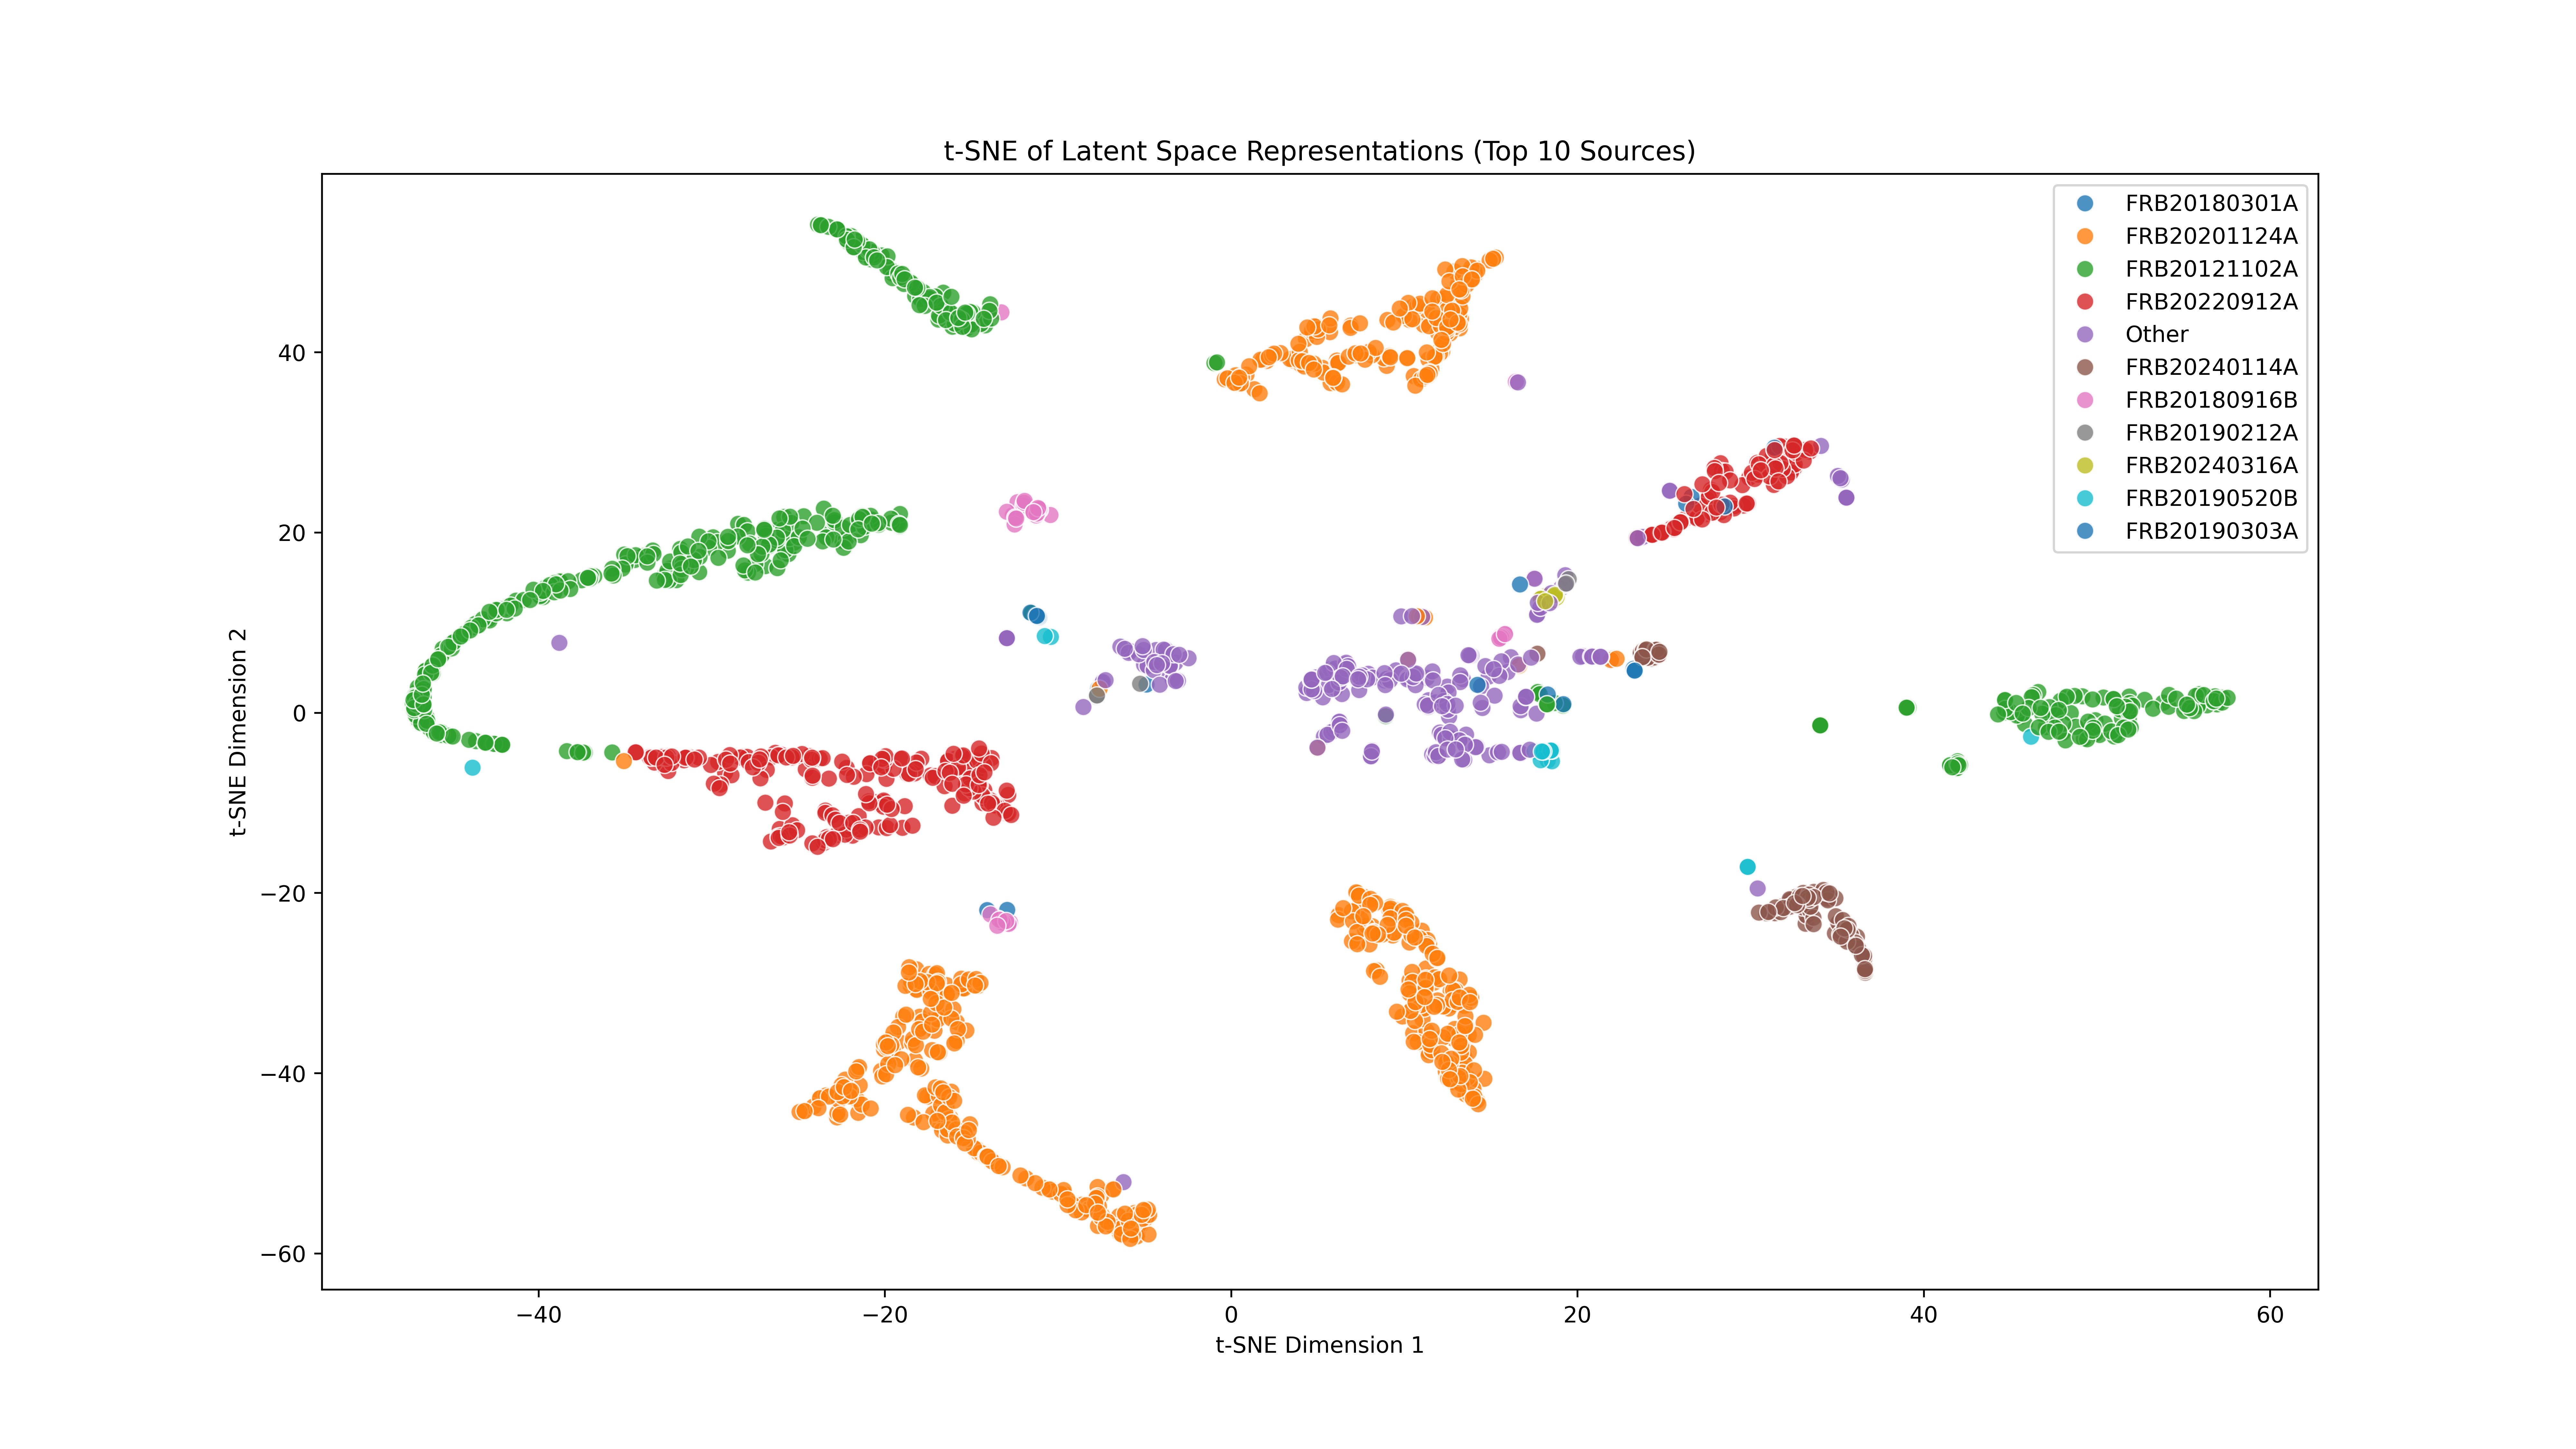 t-SNE of Latent Space Representations (Top 10 Sources)
FRB20180301A
FRB20201124A
FRB20121102A
FRB20220912A
Other
FRB20240114A
FRB20180916B
FRB20190212A
FRB20240316A
FRB20190520B
FRB20190303A
t-SNE Dimension 2
40
20
0
−20
−40
−60
−40
−20
0
20
40
60
t-SNE Dimension 1